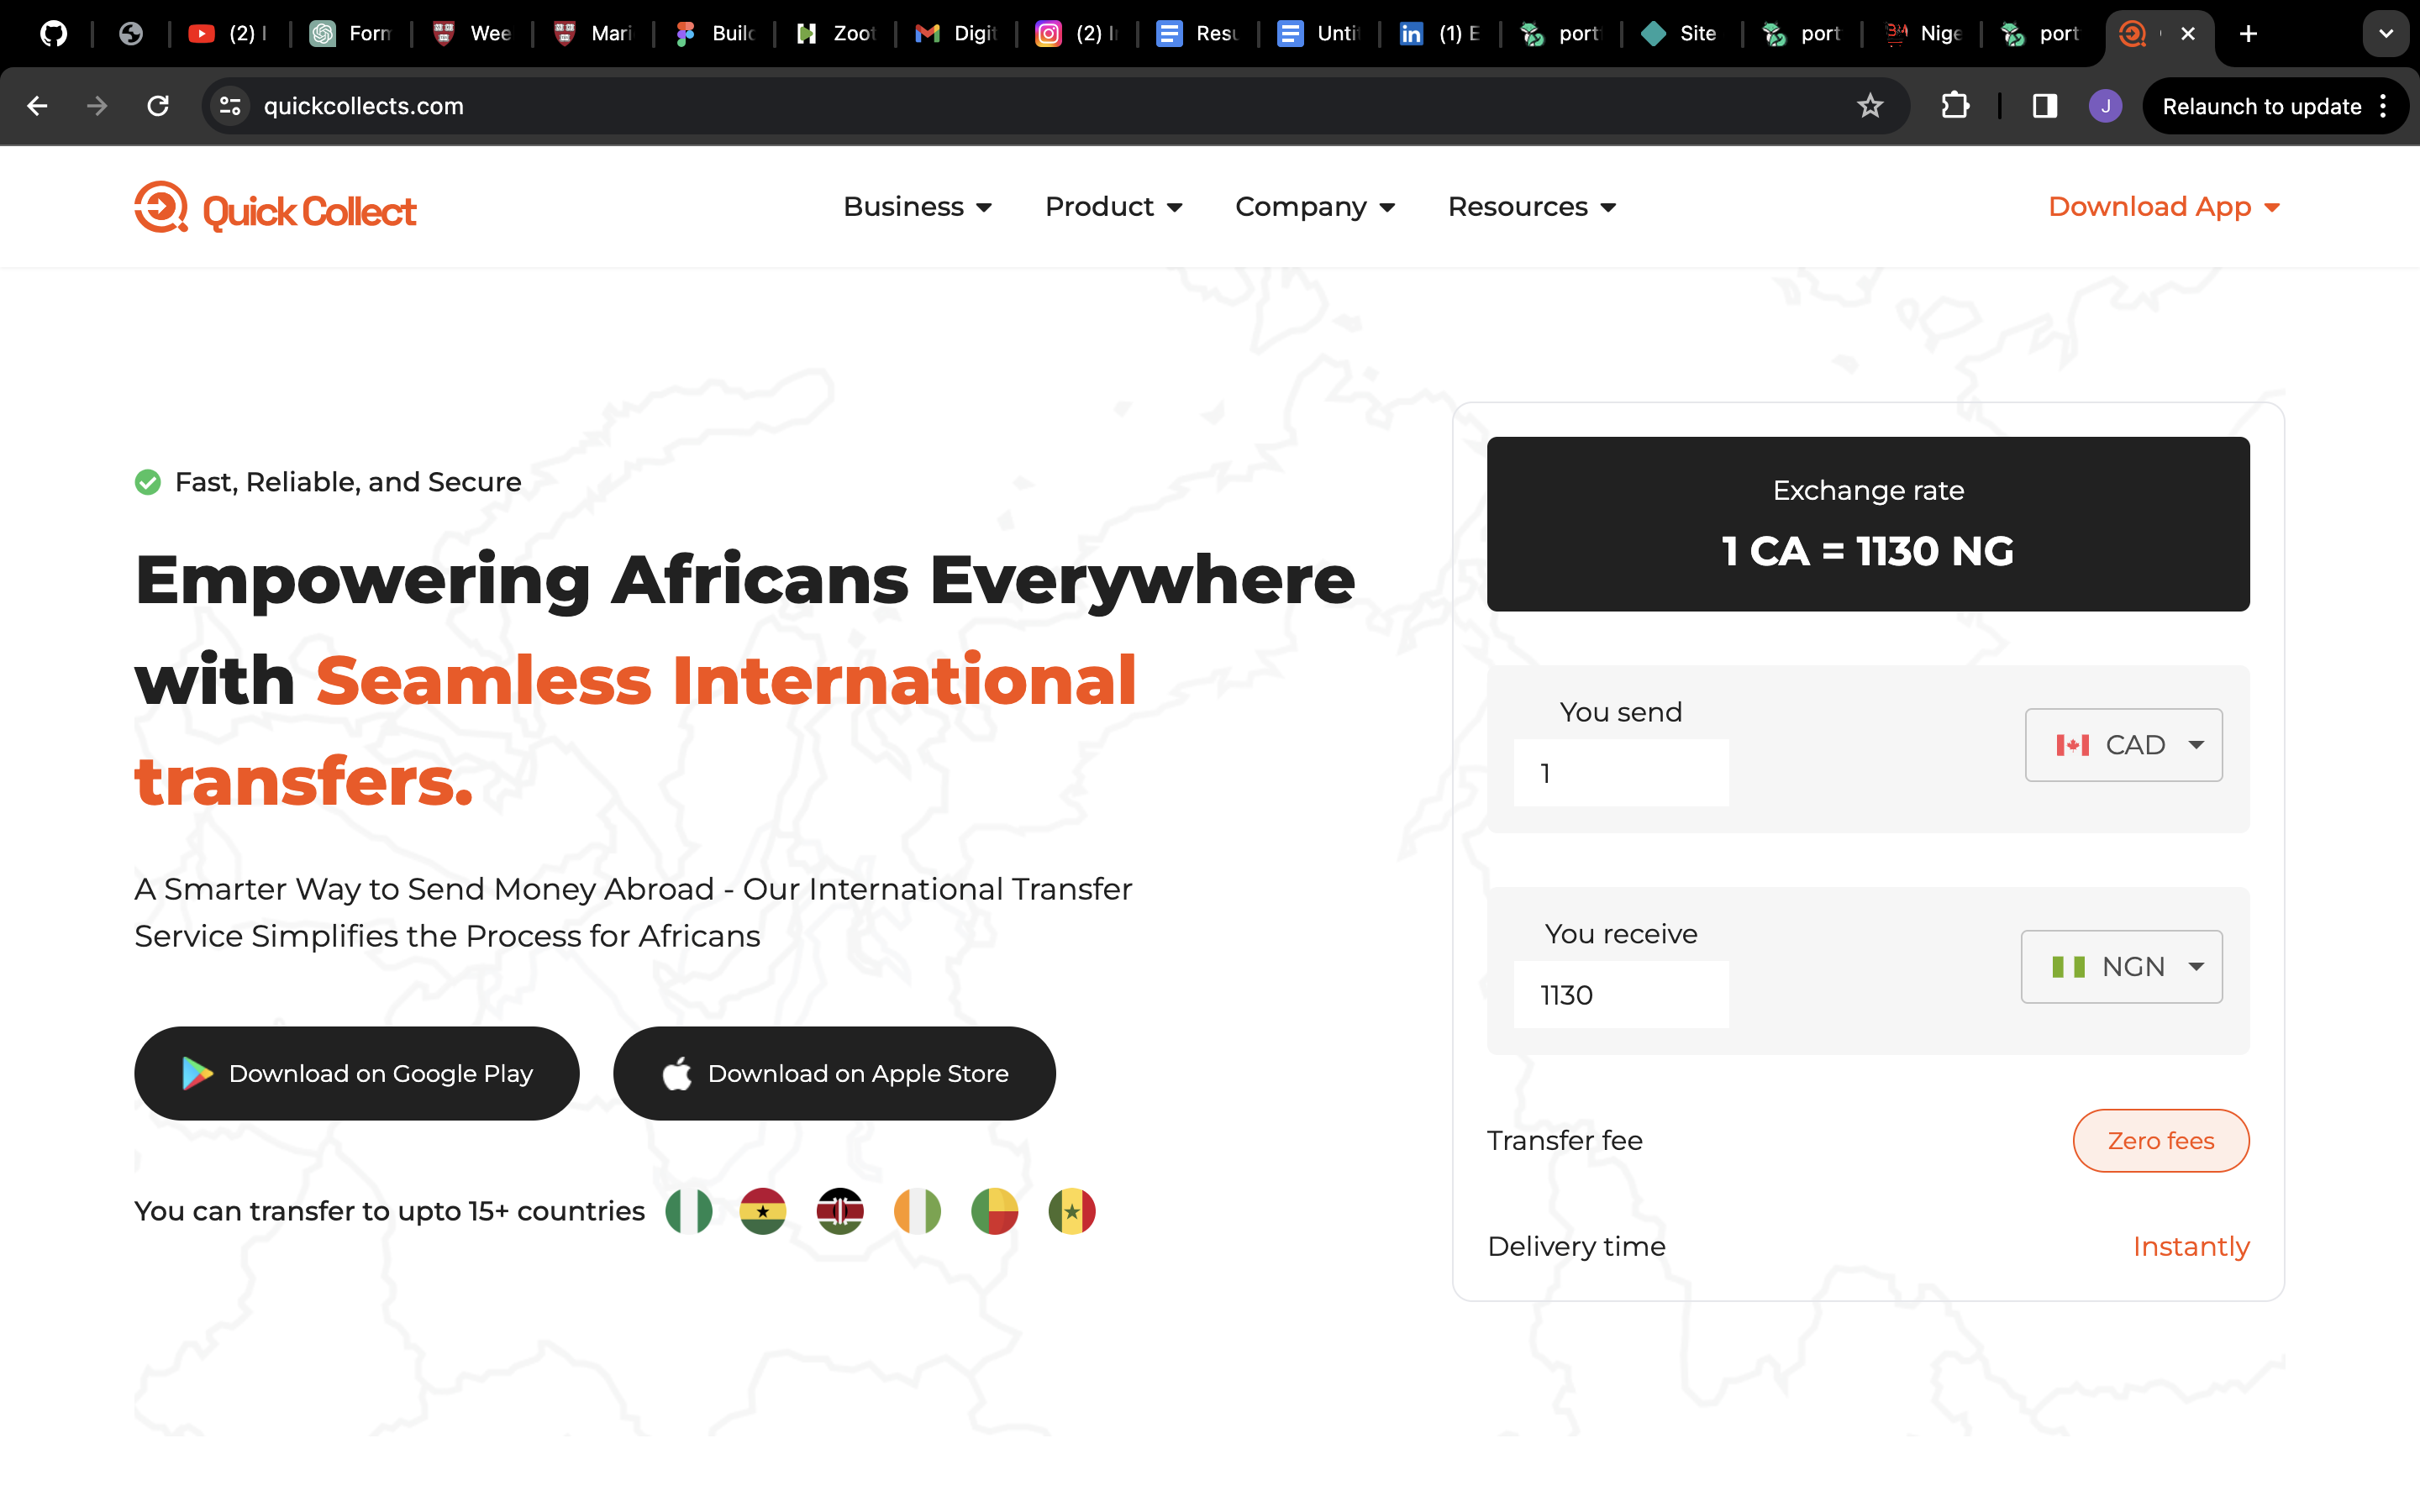 (2)
Form
Wee
Mari
Build
Zoot
Digit
(2) I
Resu
Unti
(1)
port
Site
port
Nige
port
quickcollects.com
J
Relaunch to update
Quick Collect
Business
Product
Company
Resources
Download App
Fast, Reliable, and Secure
Empowering Africans Everywhere
with Seamless International
transfers.
A Smarter Way to Send Money Abroad - Our International Transfer
Service Simplifies the Process for Africans
Download on Google Play
Download on Apple Store
You can transfer to upto 15+ countries
Exchange rate
1 CA = 1130 NG
You send
1
CAD
You receive
1130
NGN
Transfer fee
Zero fees
Delivery time
Instantly